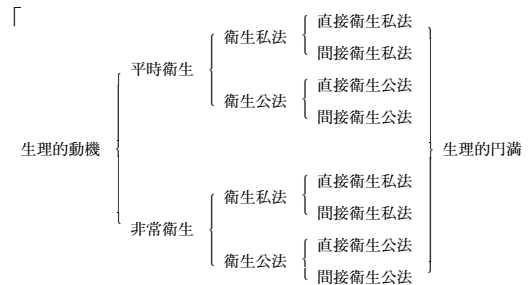 「
直接衛生私法
衛生私法
間接衛生私法
平時衛生
直接衛生公法
衛生公法
間接衛生公法
生理的動機
生理的円満
直接衛生私法
衛生私法
間接衛生私法
非常衛生
直接衛生公法
衛生公法
間接衛生公法